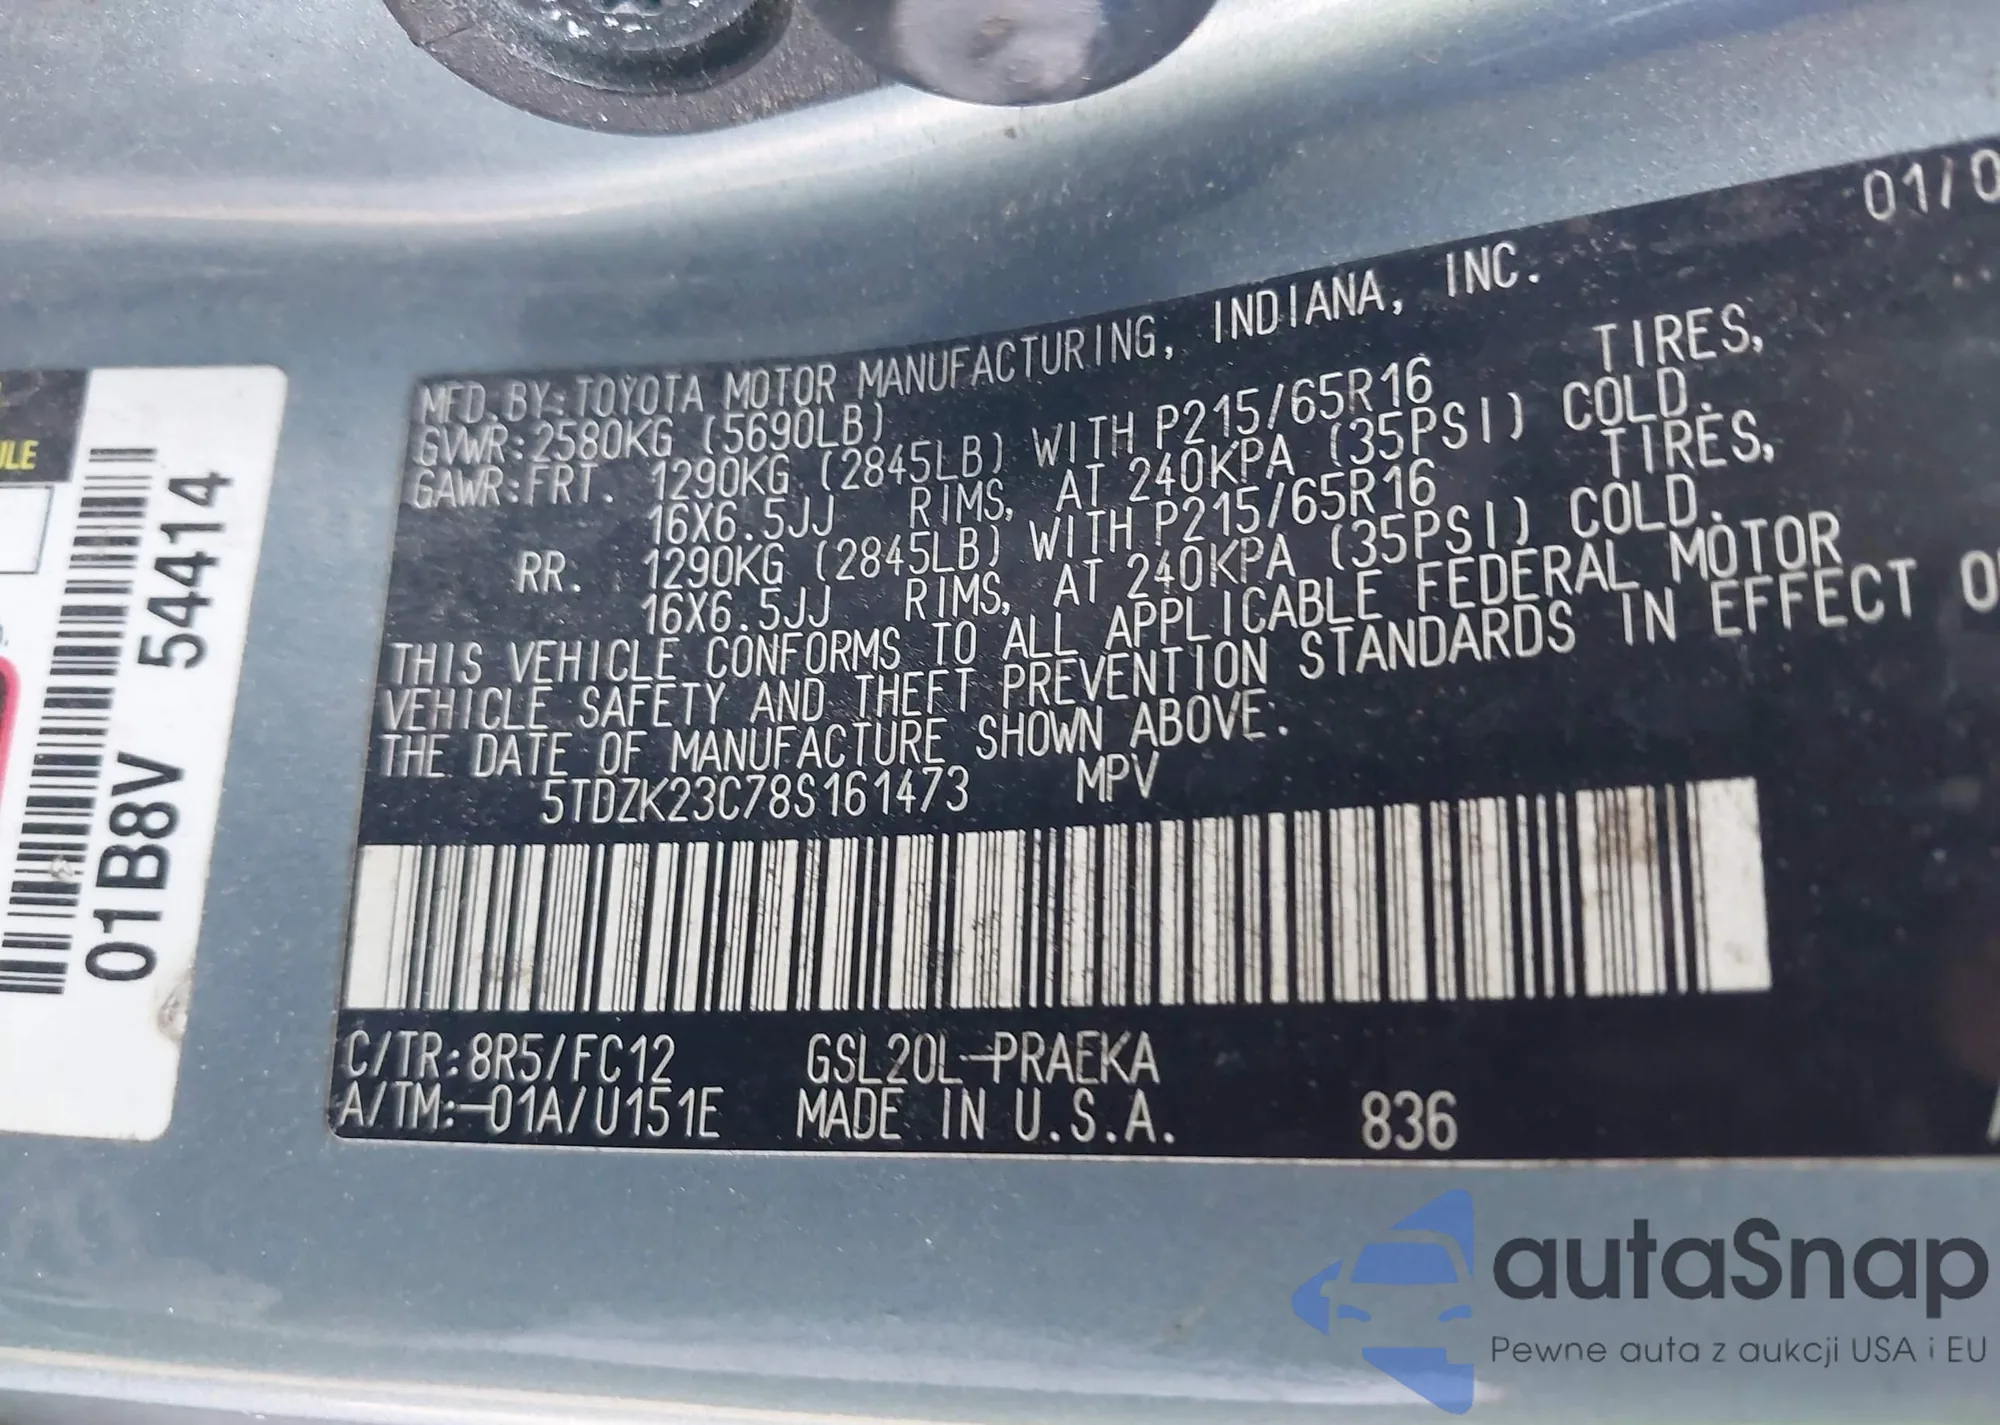 01/0
MFD. BY: TOYOTA MOTOR MANUFACTURING, INDIANA, INC.
GVWR: 2580KG (5690LB)
GAWR: FRT. 1290KG (2845LB) WITH P215/65R16 TIRES,
16X6.5JJ RIMS, AT 240KPA (35PSI) COLD.
RR. 1290KG (2845LB) WITH P215/65R16 TIRES,
16X6.5JJ RIMS, AT 240KPA (35PSI) COLD.
THIS VEHICLE CONFORMS TO ALL APPLICABLE FEDERAL MOTOR
VEHICLE SAFETY AND THEFT PREVENTION STANDARDS IN EFFECT
THE DATE OF MANUFACTURE SHOWN ABOVE.
5TDZK23C78S161473 MPV
C/TR: 8R5/FC12 GSL20L-PRAEKA
A/TM: -01A/U151E MADE IN U.S.A. 836
01B8V 54414
autaSnap
Pewne auta z aukcji USA i EU